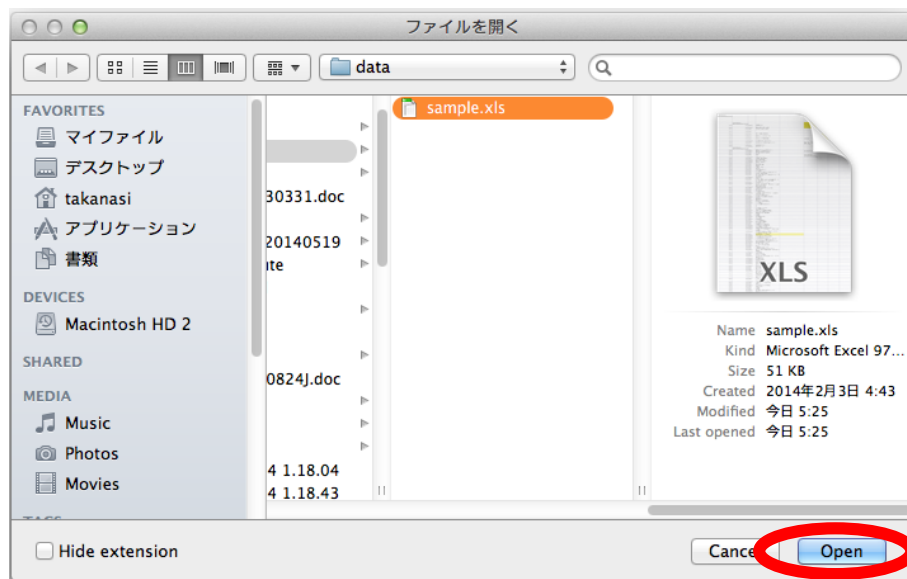 ファイルを開く
data
FAVORITES
マイファイル
デスクトップ
takanasi
アプリケーション
書類
DEVICES
Macintosh HD 2
SHARED
MEDIA
Music
Photos
Movies
30331.doc
20140519
0824J.doc
4 1.18.04
4 1.18.43
sample.xls
XLS
Name sample.xls
Kind Microsoft Excel 97...
Size 51 KB
Created 2014年2月3日 4:43
Modified 今日 5:25
Last opened 今日 5:25
Hide extension
Cance
Open